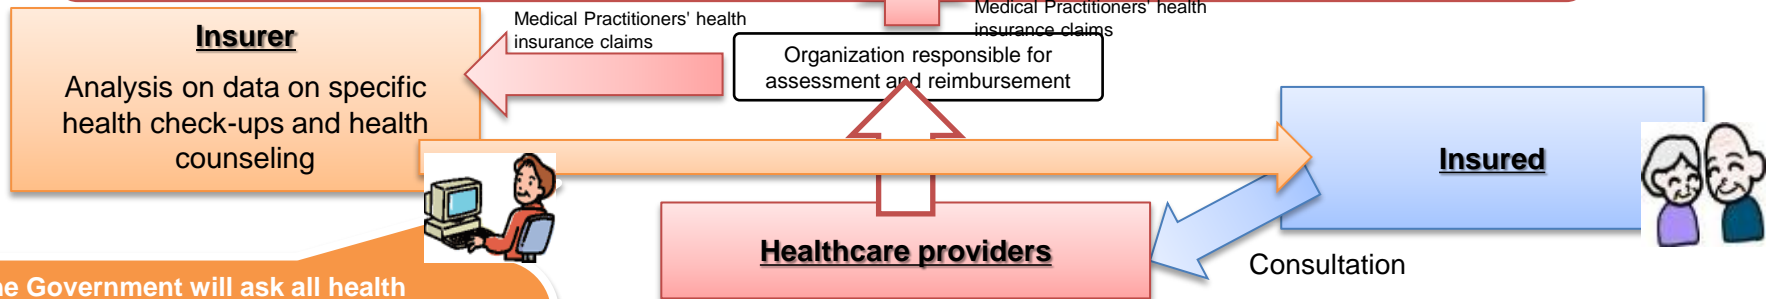 Medical Practitioners' health
insurance claims
Medical Practitioners' health
insurance claims
Insurer
Analysis on data on specific
health check-ups and health
counseling
Organization responsible for
assessment and reimbursement
Insured
Healthcare providers
Consultation
Government will ask all health